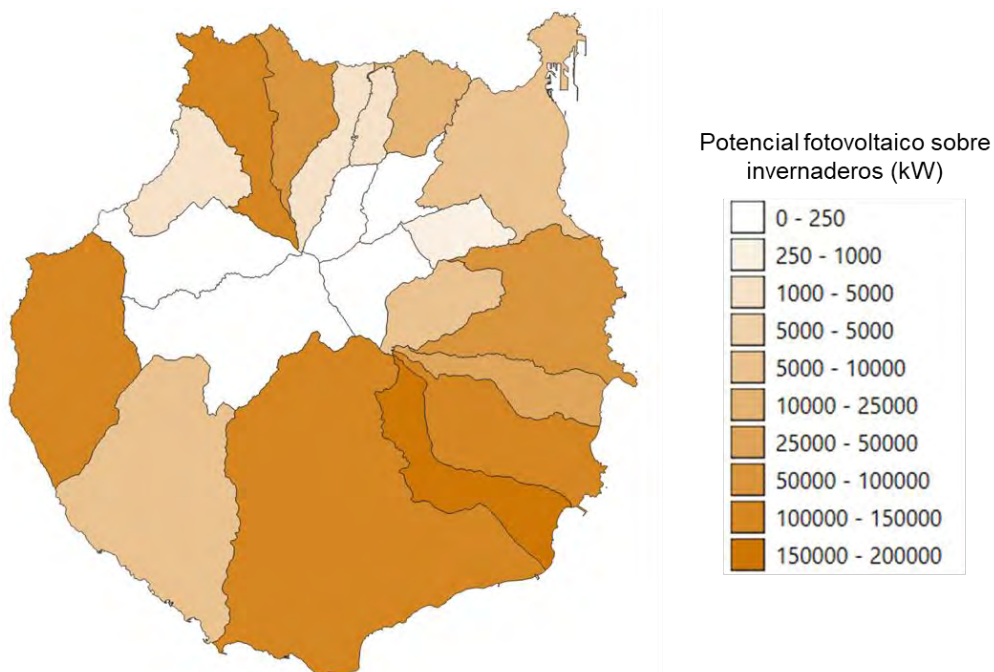 Potencial fotovoltaico sobre
invernaderos (kW)
0 - 250
250 - 1000
1000 - 5000
5000 - 5000
5000 - 10000
10000 - 25000
25000 - 50000
50000 - 100000
100000 - 150000
150000 - 200000